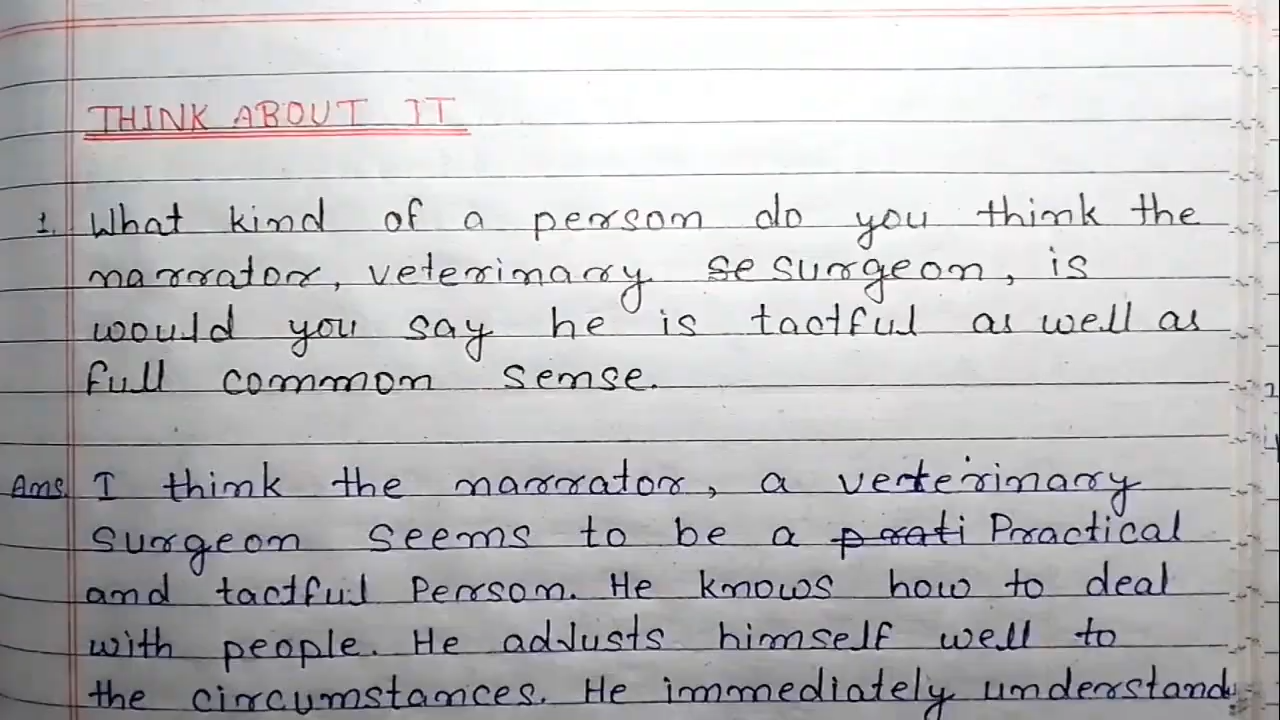 THINK ABOUT IT
1. What kind of a person do you think the
narrator, veterinary se surgeon, is
would you say he is tactful as well as
full common sense.
Ans. I think the narrator, a veterinary
surgeon seems to be a prati Practical
and tactful Person. He knows how to deal
with people. He adjusts himself well to
the circumstances. He immediately understand